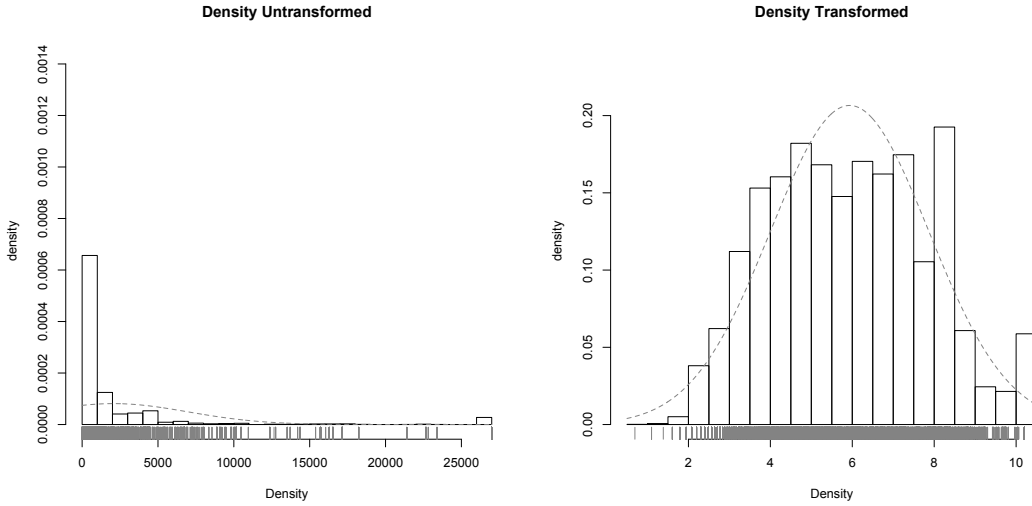 Density Untransformed
density
0.0014
0.0012
0.0010
0.0008
0.0006
0.0004
0.0002
0.0000
0 5000 10000 15000 20000 25000
Density
Density Transformed
density
0.20
0.15
0.10
0.05
0.00
2 4 6 8 10
Density